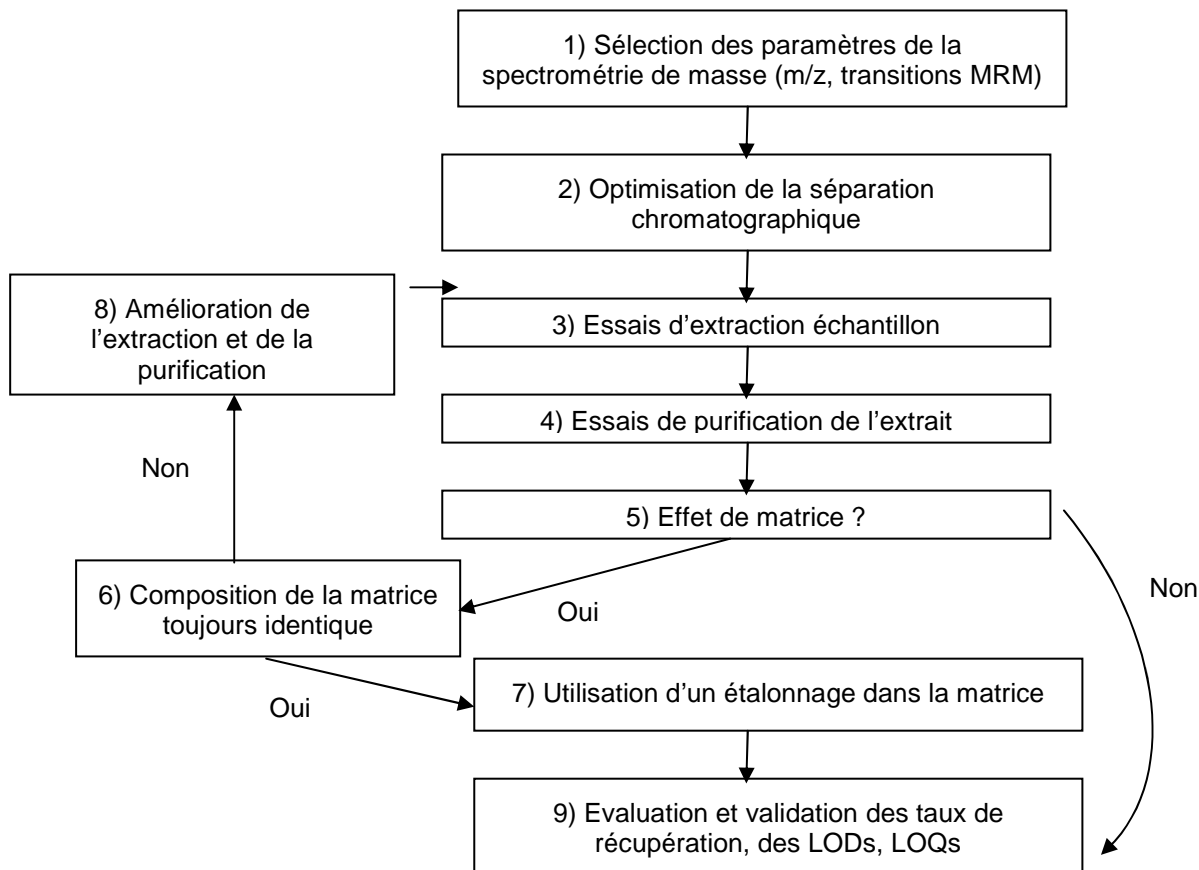 1) Sélection des paramètres de la
spectrométrie de masse (m/z, transitions MRM)
2) Optimisation de la séparation
chromatographique
8) Amélioration de
l'extraction et de la
purification
3) Essais d'extraction échantillon
4) Essais de purification de l'extrait
Non
5) Effet de matrice ?
6) Composition de la matrice
toujours identique
Oui
Non
7) Utilisation d'un étalonnage dans la matrice
Oui
9) Evaluation et validation des taux de
récupération, des LODs, LOQs